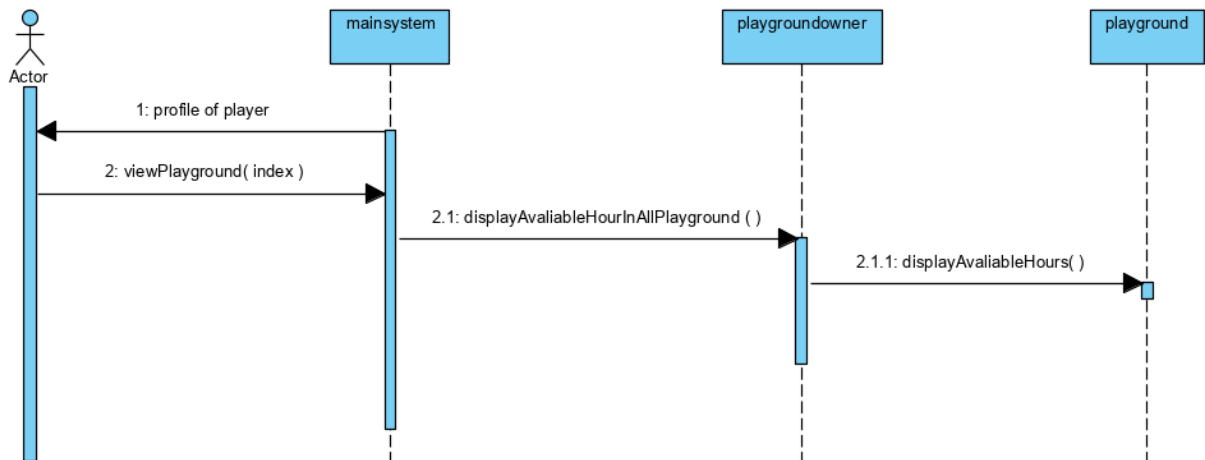 mainsystem
playgroundowner
playground
Actor
1: profile of player
2: viewPlayground( index )
2.1: displayAvaliableHourInAllPlayground ( )
2.1.1: displayAvaliableHours( )